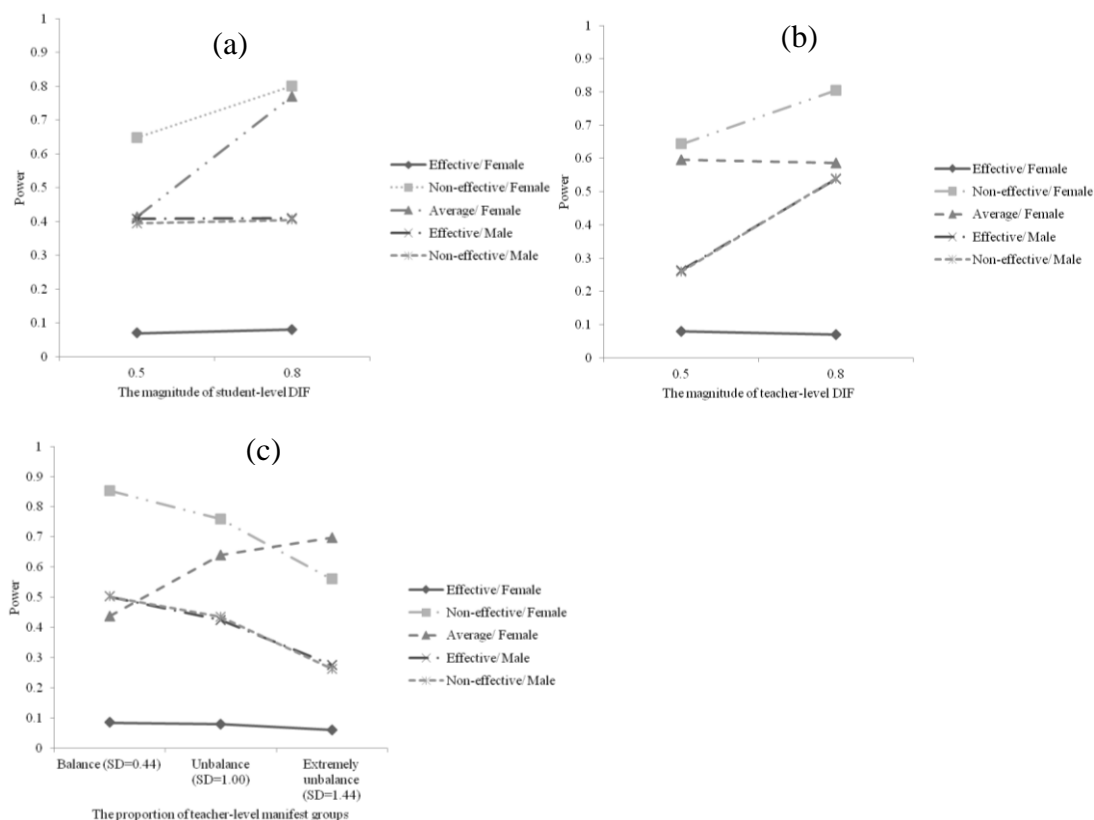 (a)
1
0.9
0.8
0.7
0.6
0.5
0.4
0.3
0.2
0.1
0
Power
0.5
0.8
The magnitude of student-level DIF
Effective/ Female
Non-effective/ Female
Average/ Female
Effective/ Male
Non-effective/ Male
(b)
1
0.9
0.8
0.7
0.6
0.5
0.4
0.3
0.2
0.1
0
Power
0.5
0.8
The magnitude of teacher-level DIF
Effective/ Female
Non-effective/ Female
Average/ Female
Effective/ Male
Non-effective/ Male
(c)
1
0.9
0.8
0.7
0.6
0.5
0.4
0.3
0.2
0.1
0
Power
Balance (SD=0.44)
Unbalance
(SD=1.00)
Extremely
unbalance
(SD=1.44)
The proportion of teacher-level manifest groups
Effective/ Female
Non-effective/ Female
Average/ Female
Effective/ Male
Non-effective/ Male